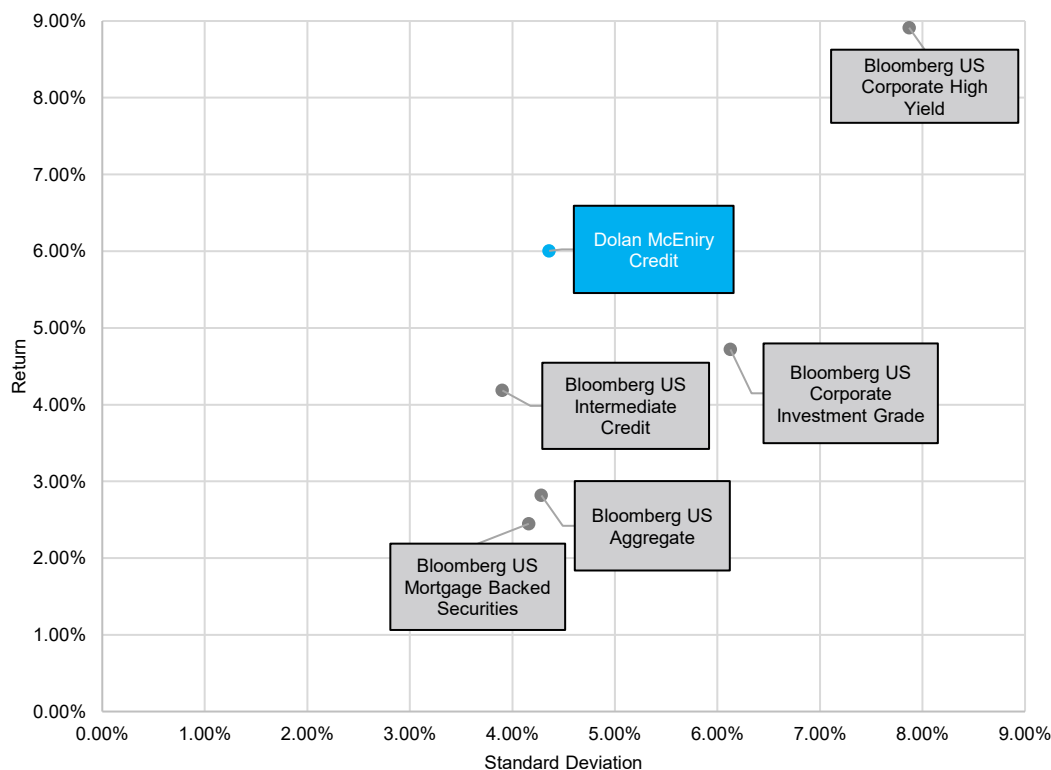 9.00%
Bloomberg US
Corporate High
Yield
8.00%
7.00%
Dolan McEniry
Credit
6.00%
5.00%
Bloomberg US
Corporate
Investment Grade
Bloomberg US
Intermediate
Credit
4.00%
Return
3.00%
Bloomberg US
Aggregate
Bloomberg US
Mortgage Backed
Securities
2.00%
1.00%
0.00%
0.00% 1.00% 2.00% 3.00% 4.00% 5.00% 6.00% 7.00% 8.00% 9.00%
Standard Deviation